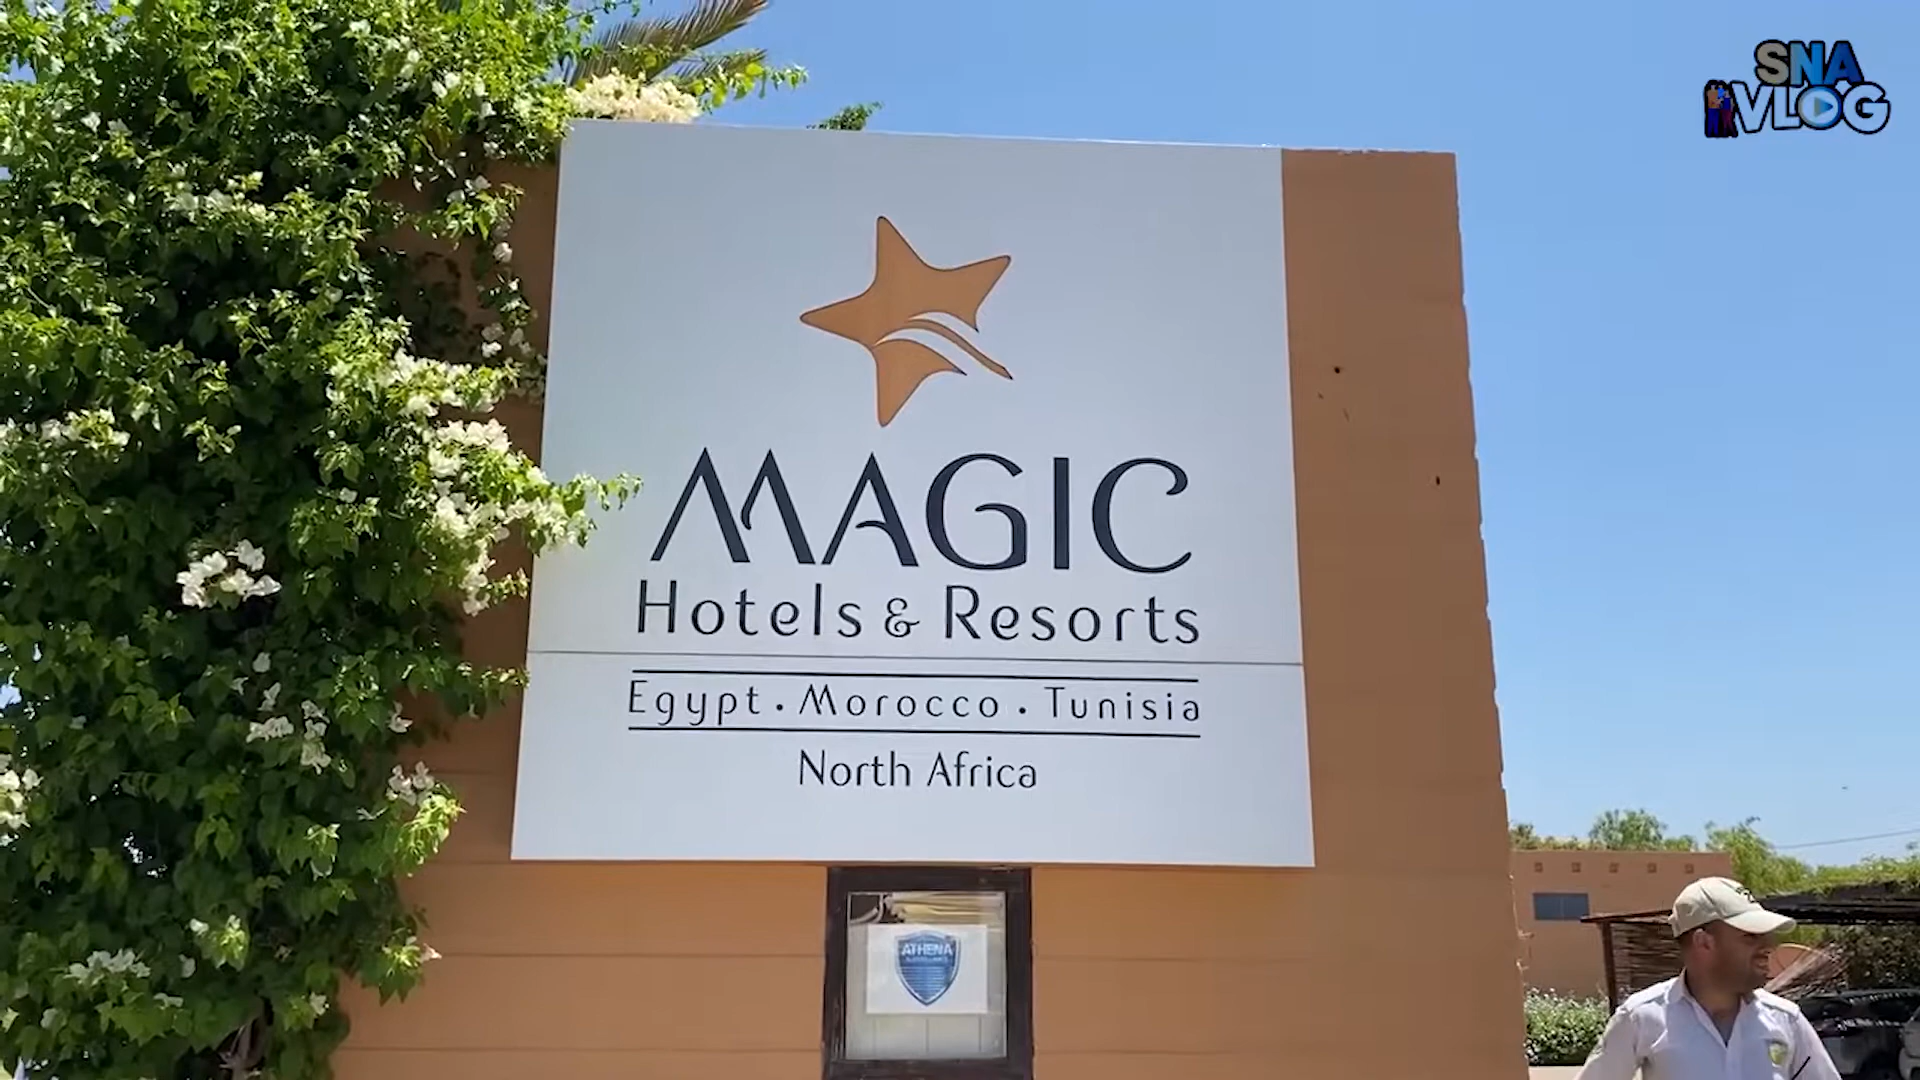 SNA
VLOG
MAGIC
Hotels & Resorts
Egypt . Morocco . Tunisia
North Africa
ATHENA